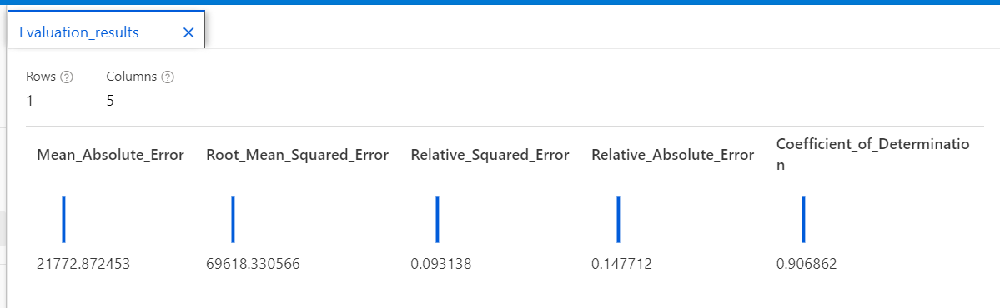 Evaluation_results
Rows Columns
1 5
Mean_Absolute_Error Root_Mean_Squared_Error Relative_Squared_Error Relative_Absolute_Error Coefficient_of_Determinatio
n
21772.872453 69618.330566 0.093138 0.147712 0.906862